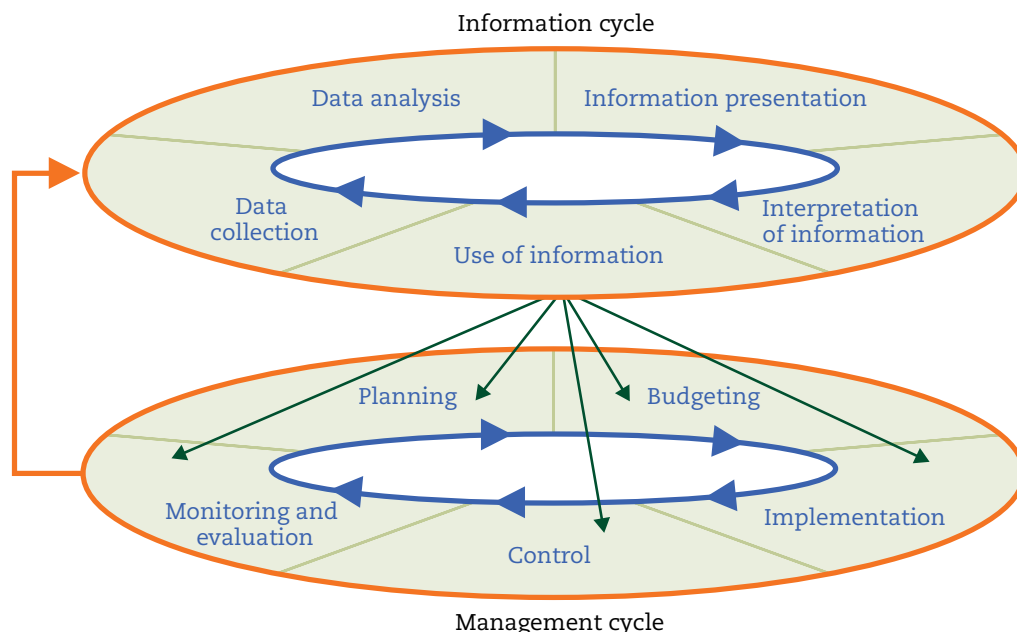 Information cycle
Data analysis
Information presentation
Data
collection
Interpretation
of information
Use of information
Planning
Budgeting
Monitoring and
evaluation
Implementation
Control
Management cycle